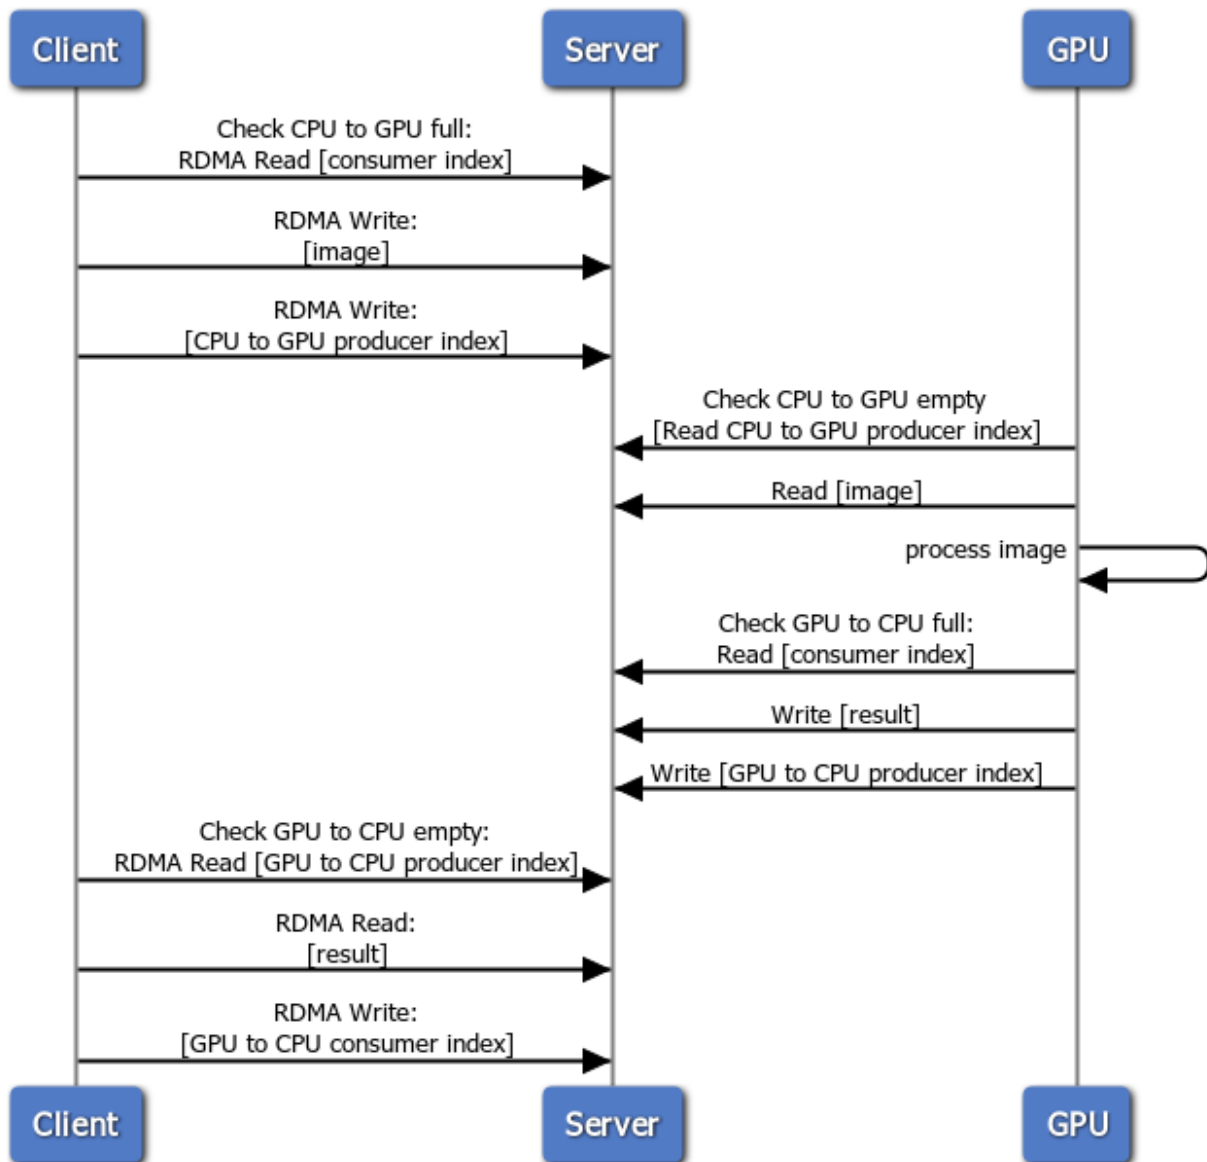 Client
Server
GPU
Check CPU to GPU full:
RDMA Read [consumer index]
RDMA Write:
[image]
RDMA Write:
[CPU to GPU producer index]
Check CPU to GPU empty
[Read CPU to GPU producer index]
Read [image]
process image
Check GPU to CPU full:
Read [consumer index]
Write [result]
Write [GPU to CPU producer index]
Check GPU to CPU empty:
RDMA Read [GPU to CPU producer index]
RDMA Read:
[result]
RDMA Write:
[GPU to CPU consumer index]
Client
Server
GPU